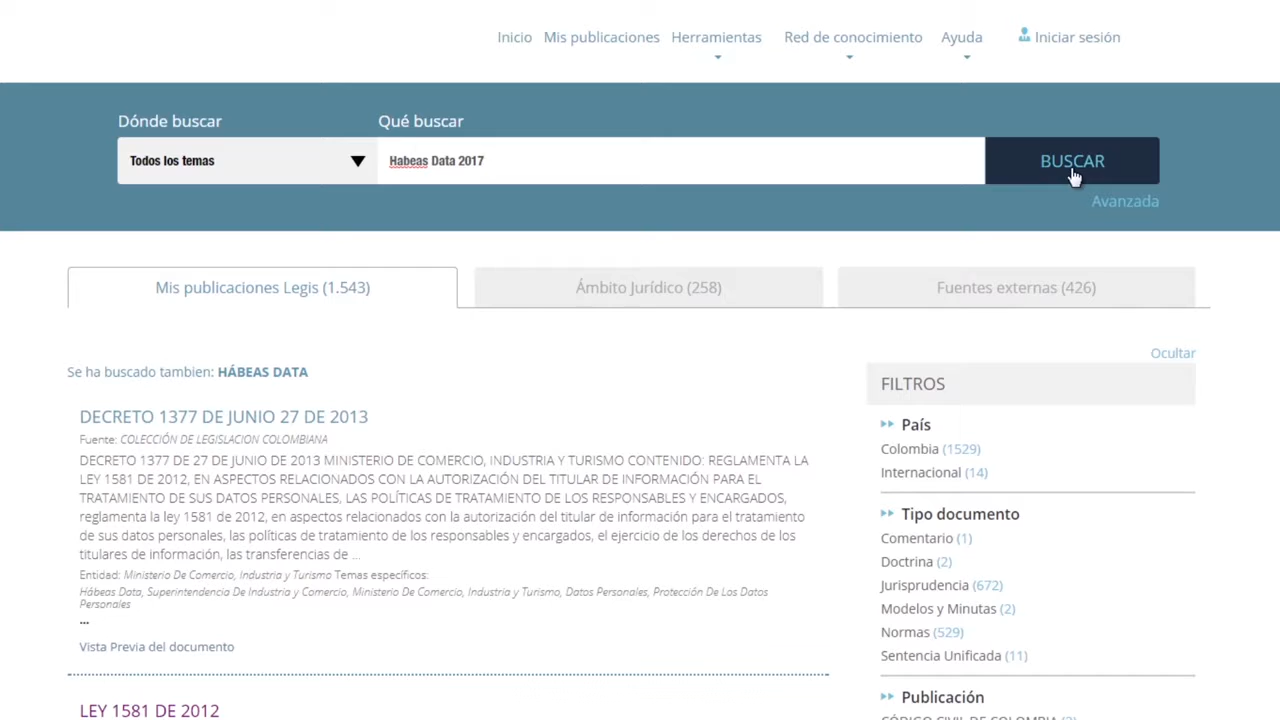 Inicio Mis publicaciones Herramientas Red de conocimiento Ayuda Iniciar sesión
Dónde buscar Qué buscar
Todos los temas Habeas Data 2017 BUSCAR
Avanzada
Mis publicaciones Legis (1.543) Ámbito Jurídico (258) Fuentes externas (426)
Ocultar
Se ha buscado tambien: HÁBEAS DATA
DECRETO 1377 DE JUNIO 27 DE 2013
Fuente: COLECCIÓN DE LEGISLACION COLOMBIANA
DECRETO 1377 DE 27 DE JUNIO DE 2013 MINISTERIO DE COMERCIO, INDUSTRIA Y TURISMO CONTENIDO: REGLAMENTA LA
LEY 1581 DE 2012, EN ASPECTOS RELACIONADOS CON LA AUTORIZACIÓN DEL TITULAR DE INFORMACIÓN PARA EL
TRATAMIENTO DE SUS DATOS PERSONALES, LAS POLÍTICAS DE TRATAMIENTO DE LOS RESPONSABLES Y ENCARGADOS,
reglamenta la ley 1581 de 2012, en aspectos relacionados con la autorización del titular de información para el tratamiento
de sus datos personales, las políticas de tratamiento de los responsables y encargados, el ejercicio de los derechos de los
titulares de información, las transferencias de ...
Entidad: Ministerio De Comercio, Industria y Turismo Temas específicos:
Hábeas Data, Superintendencia De Industria y Comercio, Ministerio De Comercio, Industria y Turismo, Datos Personales, Protección De Los Datos
Personales
...
Vista Previa del documento
LEY 1581 DE 2012
FILTROS
País
Colombia (1529)
Internacional (14)
Tipo documento
Comentario (1)
Doctrina (2)
Jurisprudencia (672)
Modelos y Minutas (2)
Normas (529)
Sentencia Unificada (11)
Publicación
CÓDIGO CIVIL DE COLOMBIA (2)